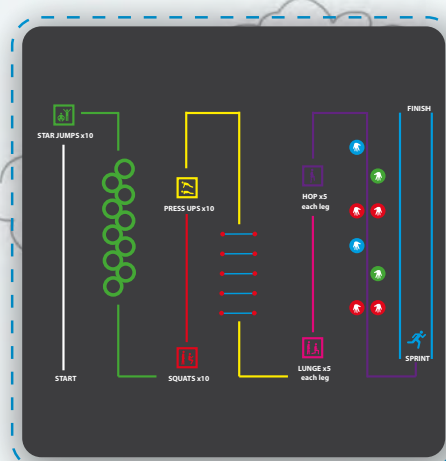 STAR JUMPS x10
START
SQUATS x10
PRESS UPS x10
LUNGE x5
each leg
HOP x5
each leg
SPRINT
FINISH